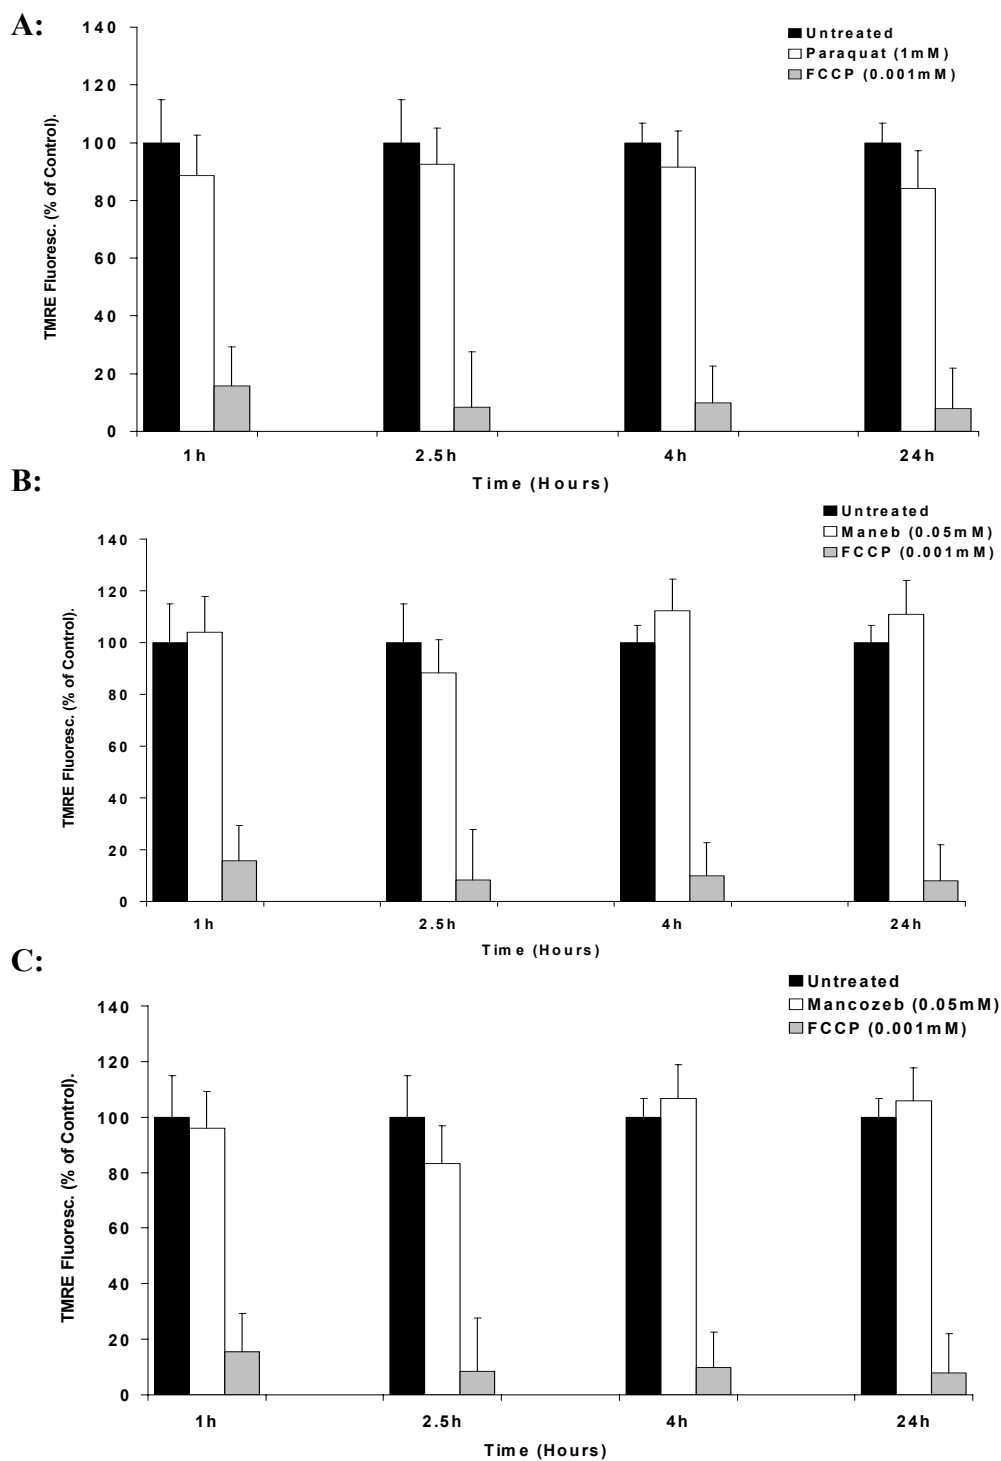 A:
TMRE Fluoresc. (% of Control).
140
120
100
80
60
40
20
0
Untreated
Paraquat (1mM)
FCCP (0.001mM)
1h 2.5h 4h 24h
Time (Hours)
B:
TMRE Fluoresc. (% of Control).
140
120
100
80
60
40
20
0
Untreated
Maneb (0.05mM)
FCCP (0.001mM)
1h 2.5h 4h 24h
Time (Hours)
C:
TMRE Fluoresc. (% of Control).
140
120
100
80
60
40
20
0
Untreated
Mancozeb (0.05mM)
FCCP (0.001mM)
1h 2.5h 4h 24h
Time (Hours)